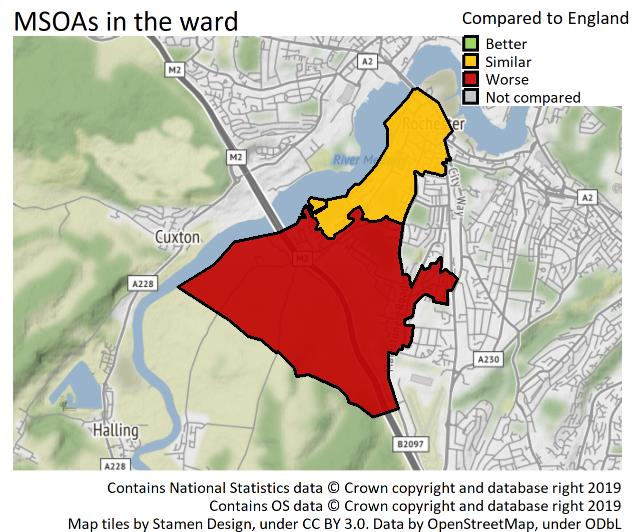 MSOAs in the ward
Compared to England
Better
Similar
Worse
Not compared
M2
A2
Rochester
M2
River Me
City Way
A2
Cuxton
M2
A228
A230
Halling
B2097
A228
Contains National Statistics data © Crown copyright and database right 2019
Contains OS data © Crown copyright and database right 2019
Map tiles by Stamen Design, under CC BY 3.0. Data by OpenStreetMap, under ODbL